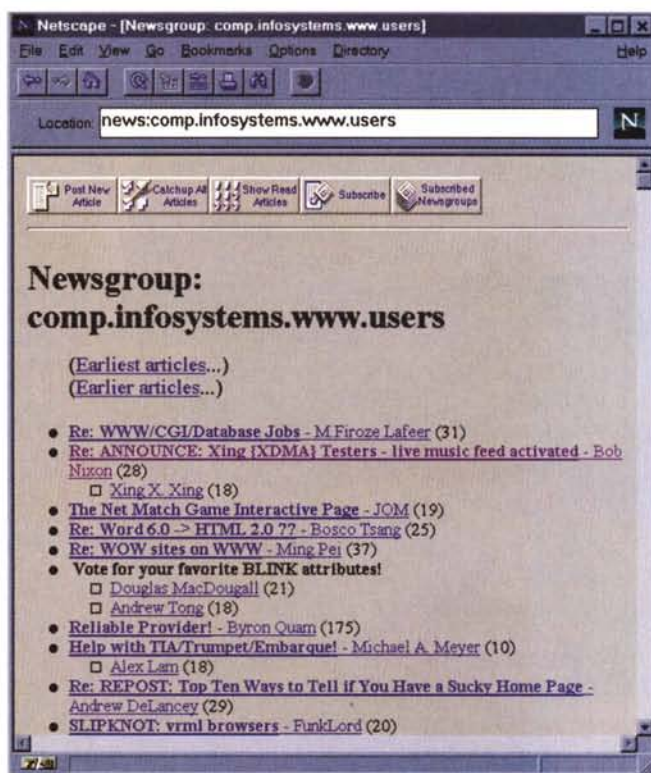 Netscape - [Newsgroup: comp.infosystems.www.users]
File Edit View Go Bookmarks Options Directory Help
Location: news:comp.infosystems.www.users
N
Post New Article
Catchup All Articles
Show Read Articles
Subscribe
Subscribed Newsgroups
Newsgroup:
comp.infosystems.www.users
(Earliest articles...)
(Earlier articles...)
Re: WWW/CGI/Database Jobs - M.Firoze Lafeer (31)
Re: ANNOUNCE: Xing {XDMA} Testers - live music feed activated - Bob
Nixon (28)
Xing X. Xing (18)
The Net Match Game Interactive Page - JOM (19)
Re: Word 6.0 -> HTML 2.0 ?? - Bosco Tsang (25)
Re: WOW sites on WWW - Ming Pei (37)
Vote for your favorite BLINK attributes!
Douglas MacDougall (21)
Andrew Tong (18)
Reliable Provider! - Byron Quam (175)
Help with TIA/Trumpet/Embarque! - Michael A. Meyer (10)
Alex Lam (18)
Re: REPOST: Top Ten Ways to Tell if You Have a Sucky Home Page -
Andrew DeLancey (29)
SLIPKNOT: vrml browsers - FunkLord (20)